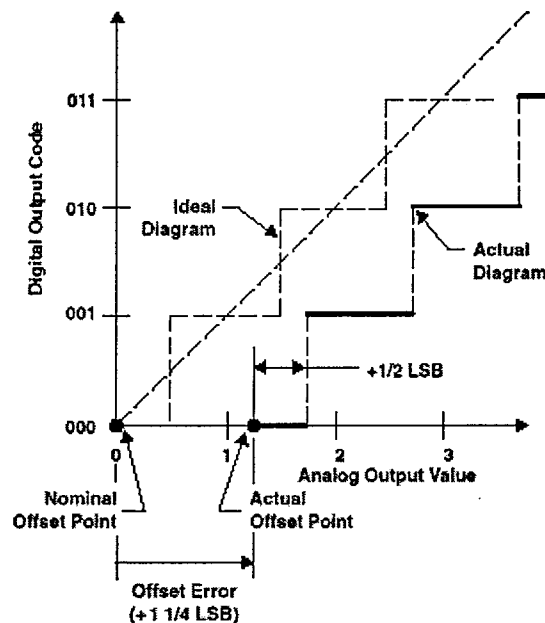 Digital Output Code
011
010
001
000
Ideal
Diagram
Actual
Diagram
+1/2 LSB
0
1
2
3
Analog Output Value
Nominal
Offset Point
Actual
Offset Point
Offset Error
(+1 1/4 LSB)